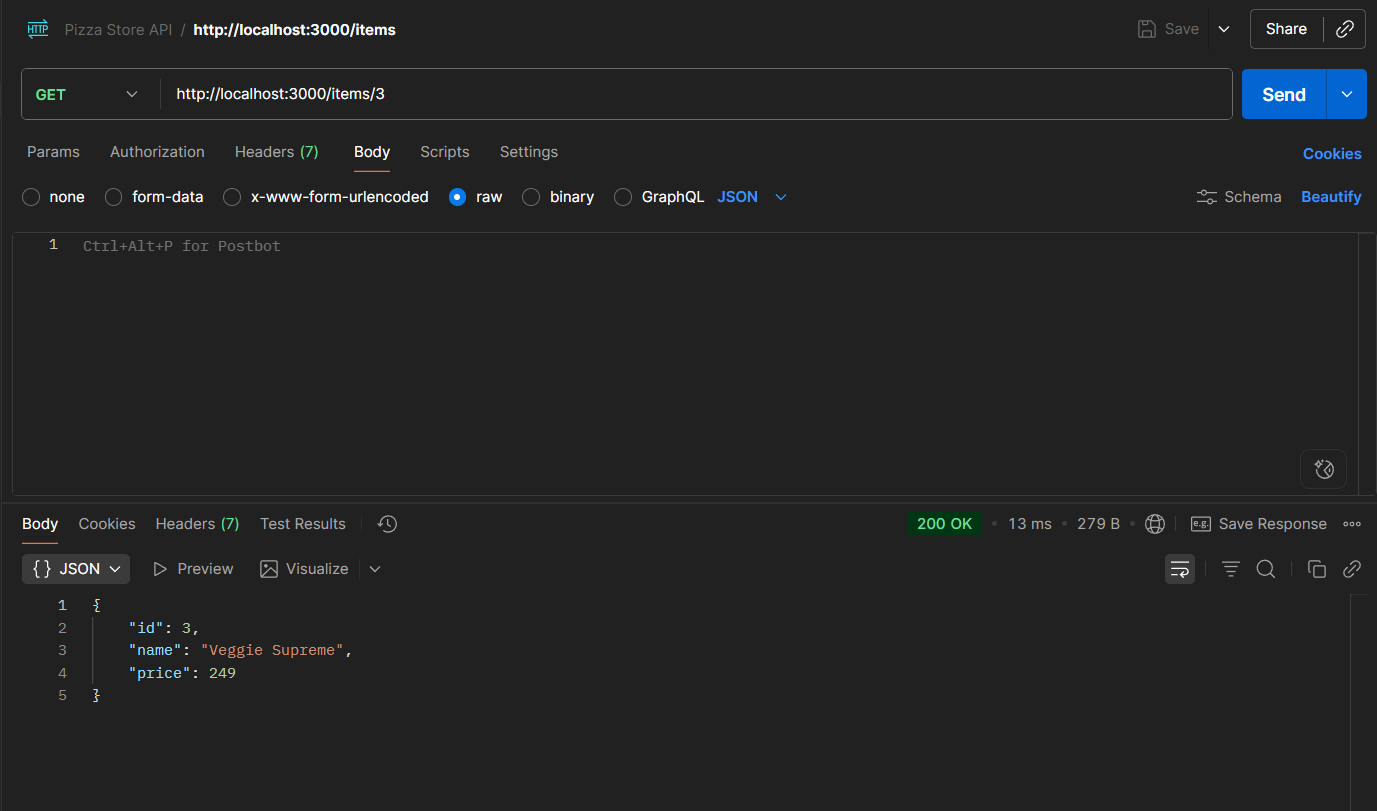 HTTP Pizza Store API / http://localhost:3000/items Save Share
GET http://localhost:3000/items/3 Send
Params Authorization Headers (7) Body Scripts Settings Cookies
none form-data x-www-form-urlencoded raw binary GraphQL JSON Schema Beautify
1 Ctrl+Alt+P for Postbot
Body Cookies Headers (7) Test Results 200 OK • 13 ms • 279 B • e.g. Save Response
{} JSON Preview Visualize
1 {
2 "id": 3,
3 "name": "Veggie Supreme",
4 "price": 249
5 }